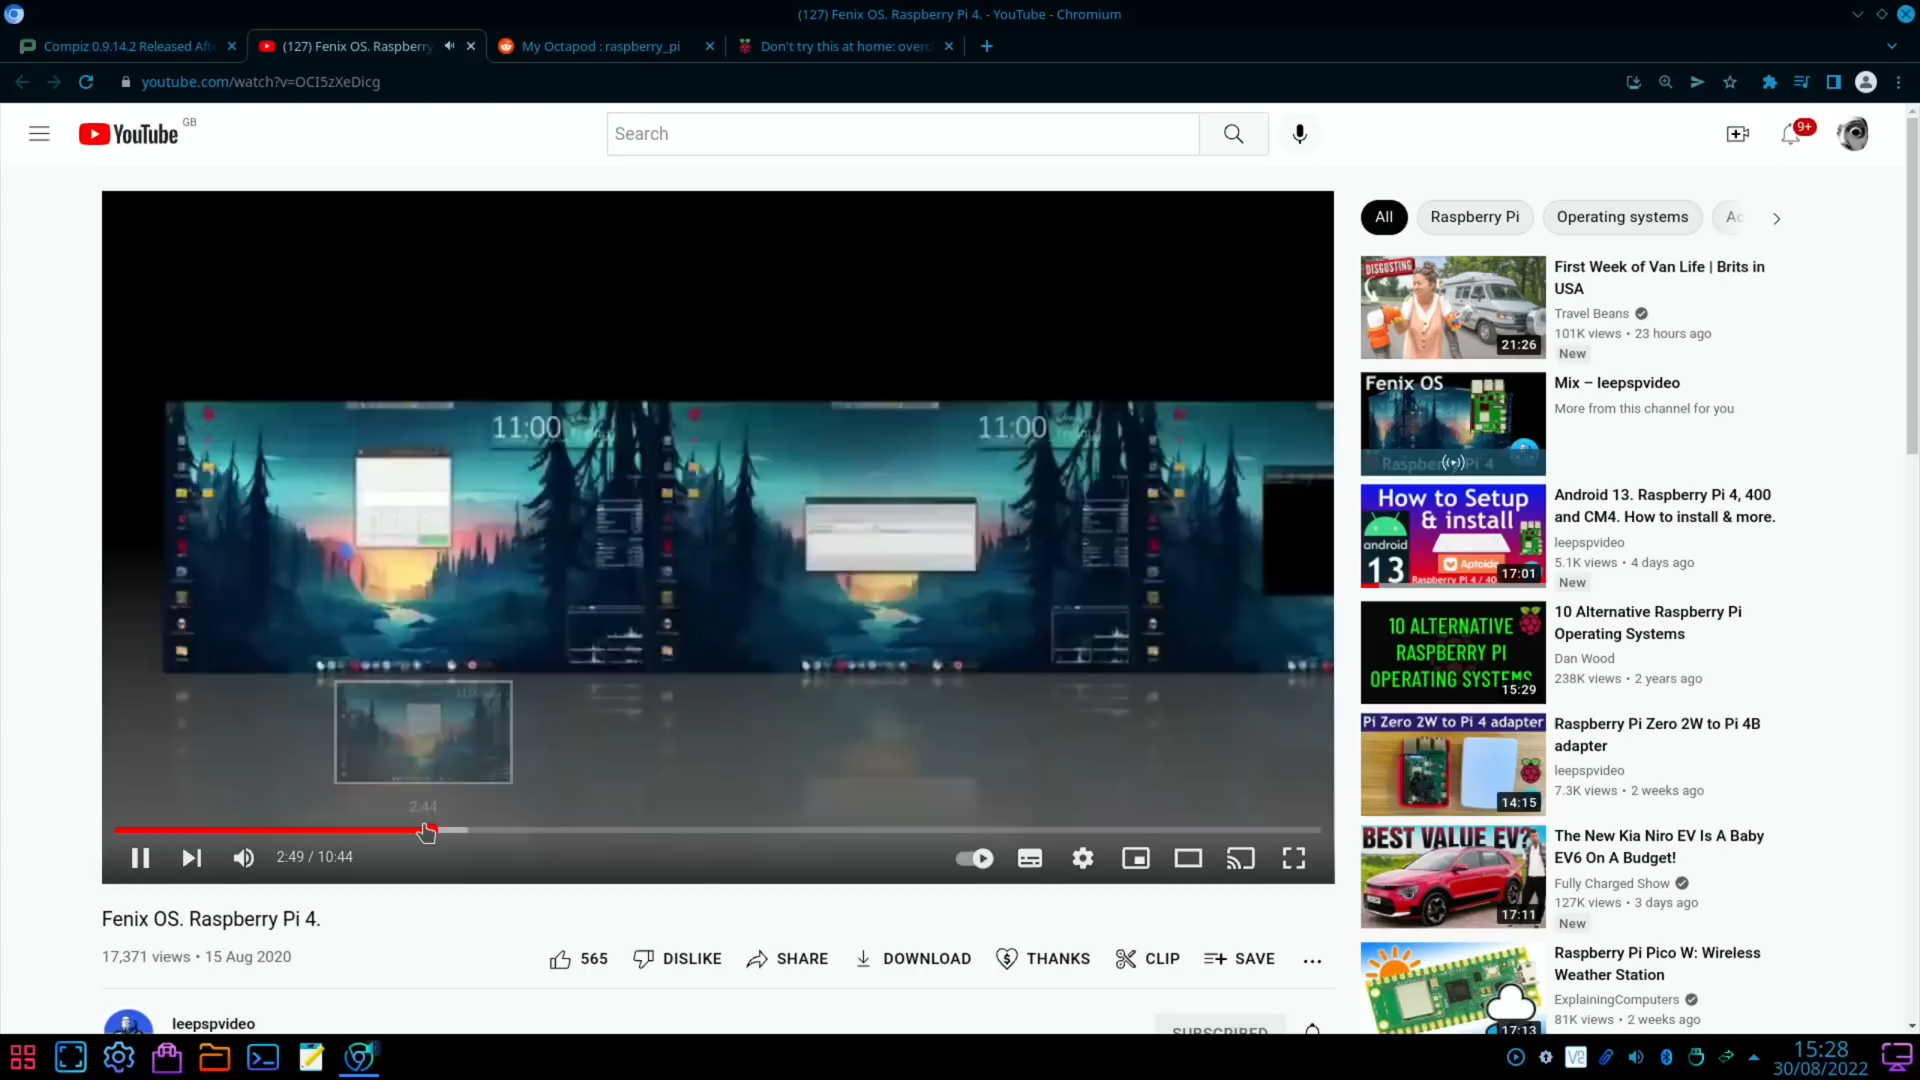 (127) Fenix OS. Raspberry Pi 4. - YouTube - Chromium
Compiz 0.9.14.2 Released Afte
(127) Fenix OS. Raspberry
My Octapod : raspberry_pi
Don't try this at home: overc
youtube.com/watch?v=OCI5zXeDicg
YouTube GB
Search
9+
11:00
11:00
2:44
2:49 / 10:44
Fenix OS. Raspberry Pi 4.
17,371 views • 15 Aug 2020
565
DISLIKE
SHARE
DOWNLOAD
THANKS
CLIP
SAVE
leepspvideo
SUBSCRIBED
All
Raspberry Pi
Operating systems
DISGUSTING
21:26
First Week of Van Life | Brits in
USA
Travel Beans
101K views • 23 hours ago
New
Fenix OS
Raspberry Pi 4
Mix – leepspvideo
More from this channel for you
How to Setup
& install
android
13
Aptoide
Raspberry Pi 4 / 40
17:01
Android 13. Raspberry Pi 4, 400
and CM4. How to install & more.
leepspvideo
5.1K views • 4 days ago
New
10 ALTERNATIVE
RASPBERRY PI
OPERATING SYSTEMS
15:29
10 Alternative Raspberry Pi
Operating Systems
Dan Wood
238K views • 2 years ago
Pi Zero 2W to Pi 4 adapter
14:15
Raspberry Pi Zero 2W to Pi 4B
adapter
leepspvideo
7.3K views • 2 weeks ago
BEST VALUE EV?
17:11
The New Kia Niro EV Is A Baby
EV6 On A Budget!
Fully Charged Show
127K views • 3 days ago
New
17:13
Raspberry Pi Pico W: Wireless
Weather Station
ExplainingComputers
81K views • 2 weeks ago
15:28
30/08/2022